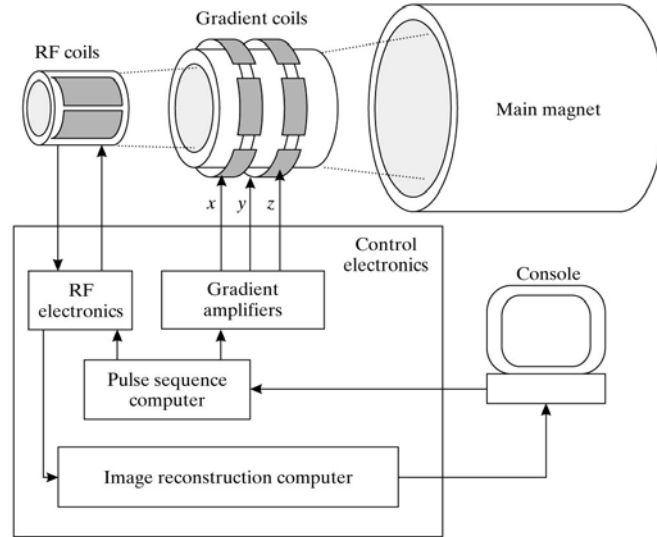 Gradient coils
RF coils
Main magnet
x
y
z
Control
electronics
Console
RF
electronics
Gradient
amplifiers
Pulse sequence
computer
Image reconstruction computer